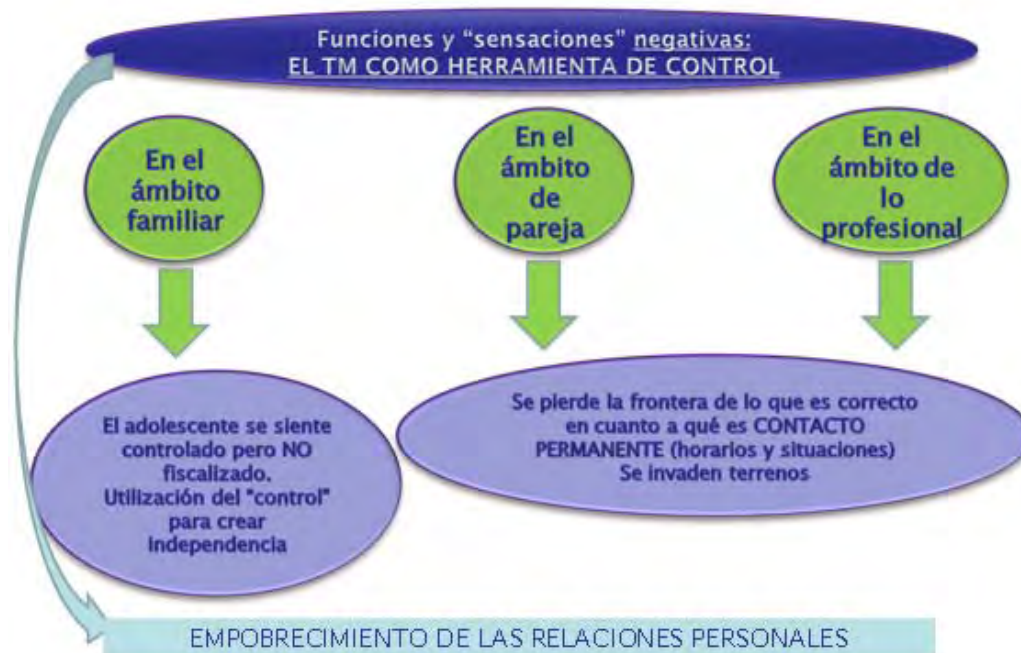 Funciones y “sensaciones” negativas:
EL TM COMO HERRAMIENTA DE CONTROL
En el
ámbito
familiar
En el
ámbito
de
pareja
En el
ámbito de
lo
profesional
El adolescente se siente
controlado pero NO
fiscalizado.
Utilización del "control"
para crear
independencia
Se pierde la frontera de lo que es correcto
en cuanto a qué es CONTACTO
PERMANENTE (horarios y situaciones)
Se invaden terrenos
EMPOBRECIMIENTO DE LAS RELACIONES PERSONALES